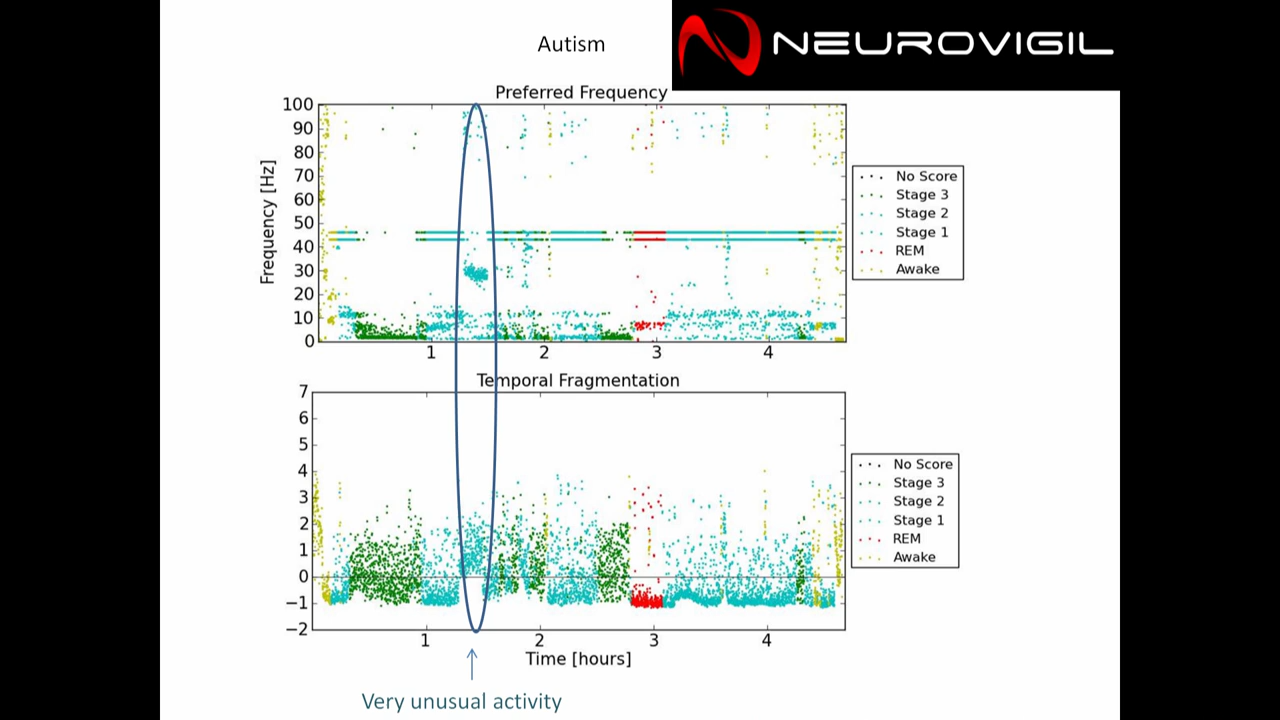 Autism
NEUROVIGIL
Preferred Frequency
Frequency [Hz]
100
90
80
70
60
50
40
30
20
10
0
1 2 3 4
No Score
Stage 3
Stage 2
Stage 1
REM
Awake
Temporal Fragmentation
7
6
5
4
3
2
1
0
−1
−2
1 2 3 4
Time [hours]
No Score
Stage 3
Stage 2
Stage 1
REM
Awake
Very unusual activity